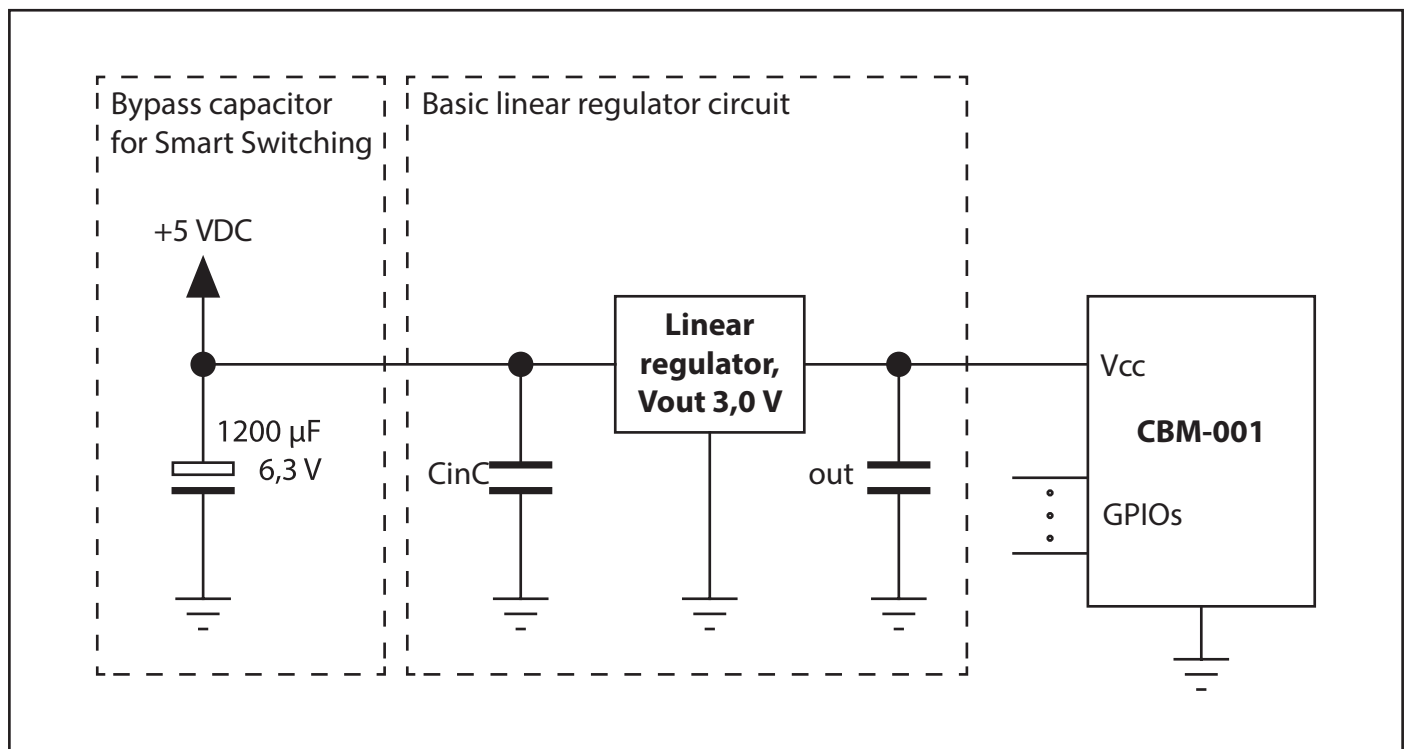 Bypass capacitor
for Smart Switching
Basic linear regulator circuit
+5 VDC
1200 µF
6,3 V
CinC
Linear
regulator,
Vout 3,0 V
out
Vcc
CBM-001
GPIOs